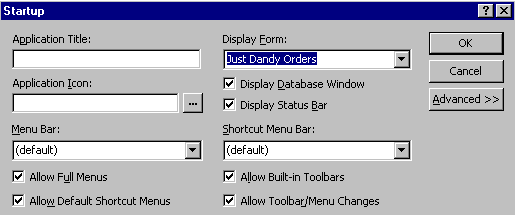 Startup
Application Title:
Display Form:
Just Dandy Orders
OK
Application Icon:
...
Display Database Window
Cancel
Display Status Bar
Advanced >>
Menu Bar:
Shortcut Menu Bar:
(default)
(default)
Allow Full Menus
Allow Built-in Toolbars
Allow Default Shortcut Menus
Allow Toolbar/Menu Changes